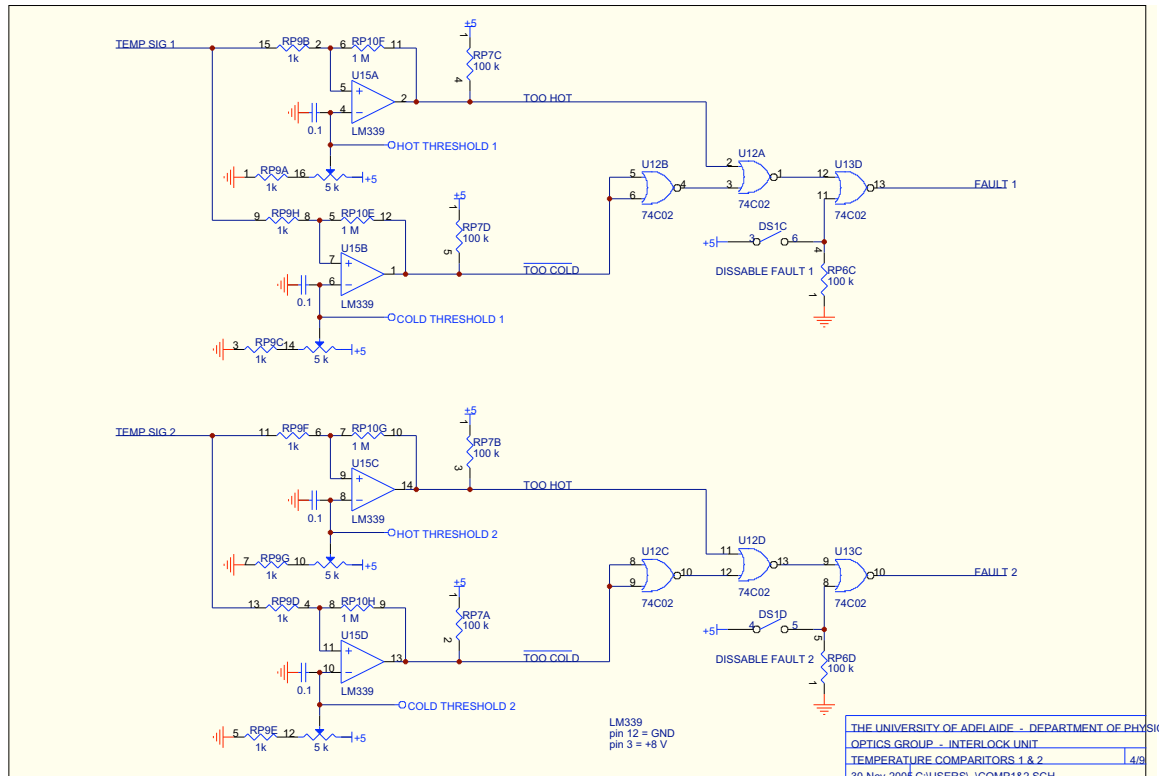 +5
1
RP7C
100 k
4
TEMP SIG 1
15 RP9B 2
1k
6 RP10F 11
1 M
U15A
5 +
4 −
2
LM339
0.1
TOO HOT
HOT THRESHOLD 1
1 RP9A 16
1k
5 k
+5
U12B
5
6
4
74C02
U12A
2
3
1
74C02
U13D
12
11
13
74C02
FAULT 1
+5
1
RP7D
100 k
5
9 RP9H 8
1k
5 RP10E 12
1 M
U15B
7 +
6 −
1
LM339
0.1
TOO COLD
DS1C
+5
3
6
DISSABLE FAULT 1
4
RP6C
100 k
1
COLD THRESHOLD 1
3 RP9C 14
1k
5 k
+5
+5
1
RP7B
100 k
3
TEMP SIG 2
11 RP9F 6
1k
7 RP10G 10
1 M
U15C
9 +
8 −
14
LM339
0.1
TOO HOT
HOT THRESHOLD 2
7 RP9G 10
1k
5 k
+5
U12C
8
9
10
74C02
U12D
11
12
13
74C02
U13C
9
8
10
74C02
FAULT 2
+5
1
RP7A
100 k
2
13 RP9D 4
1k
8 RP10H 9
1 M
U15D
11 +
10 −
13
LM339
0.1
TOO COLD
DS1D
+5
4
5
DISSABLE FAULT 2
5
RP6D
100 k
1
COLD THRESHOLD 2
5 RP9E 12
1k
5 k
+5
LM339
pin 12 = GND
pin 3 = +8 V
THE UNIVERSITY OF ADELAIDE - DEPARTMENT OF PHYSI
OPTICS GROUP - INTERLOCK UNIT
TEMPERATURE COMPARITORS 1 & 2 4/9